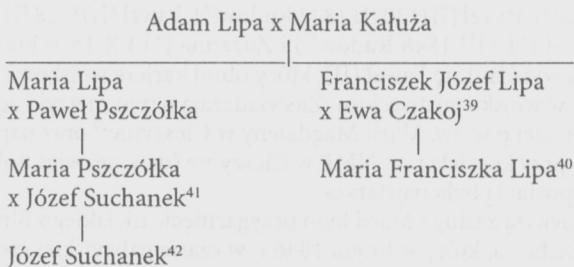 Adam Lipa x Maria Kałuża
Maria Lipa
x Paweł Pszczółka
Franciszek Józef Lipa
x Ewa Czakoj³⁹
Maria Pszczółka
x Józef Suchanek⁴¹
Maria Franciszka Lipa⁴⁰
Józef Suchanek⁴²